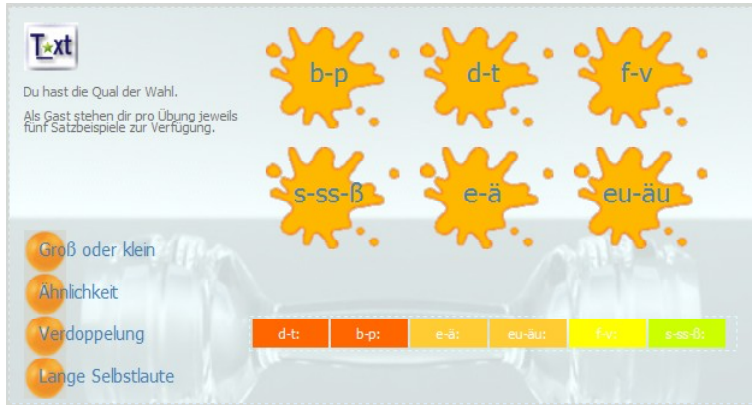 T xt
Du hast die Qual der Wahl.
Als Gast stehen dir pro Übung jeweils
fünf Satzbeispiele zur Verfügung.
b-p d-t f-v
s-ss-ß e-ä eu-äu
Groß oder klein
Ähnlichkeit
Verdoppelung
Lange Selbstlaute
d-t: b-p: e-ä: eu-äu: f-v: s-ss-ß: